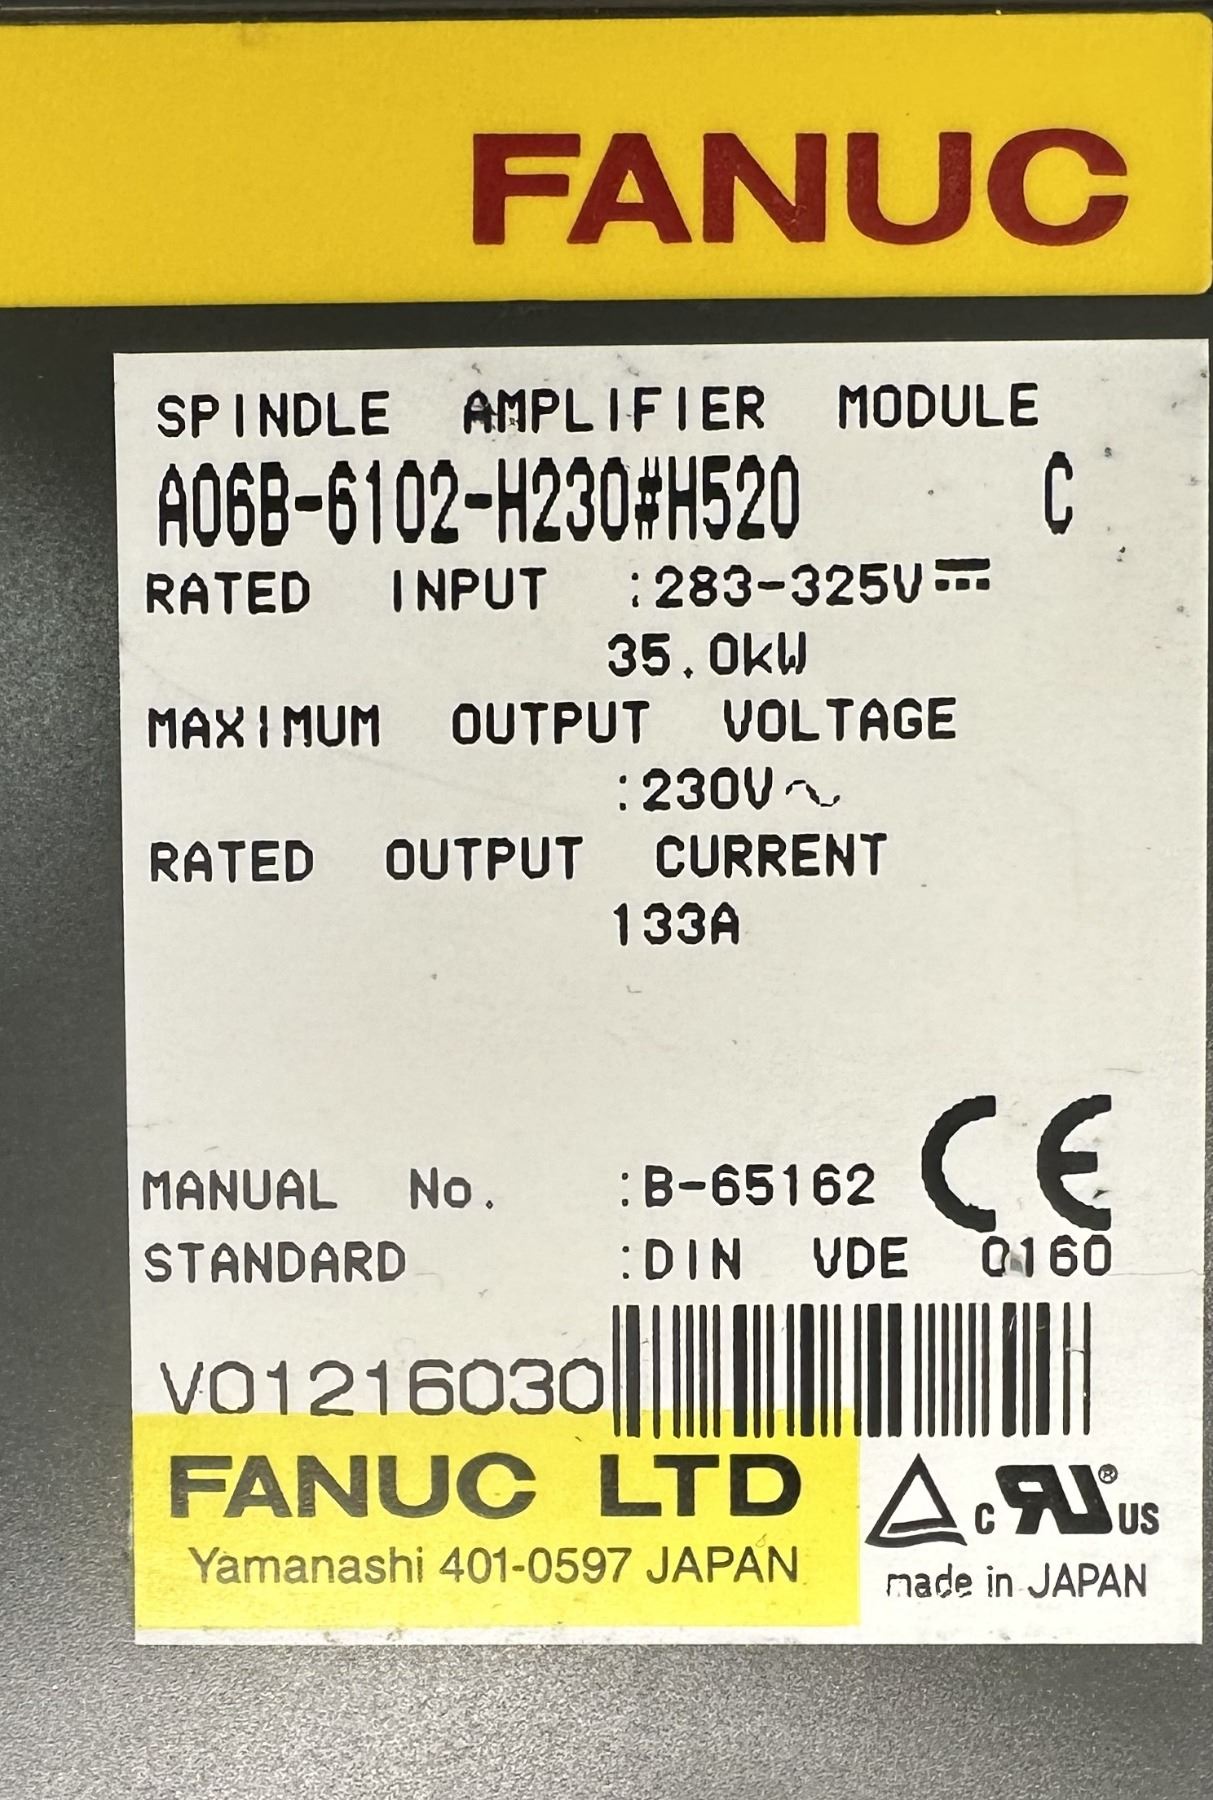 FANUC
SPINDLE AMPLIFIER MODULE
A06B-6102-H230#H520 C
RATED INPUT :283-325V⎓
35.0kW
MAXIMUM OUTPUT VOLTAGE
:230V∿
RATED OUTPUT CURRENT
133A
MANUAL No. :B-65162 CE
STANDARD :DIN VDE 0160
V01216030
FANUC LTD
Yamanashi 401-0597 JAPAN
c RU® US
made in JAPAN